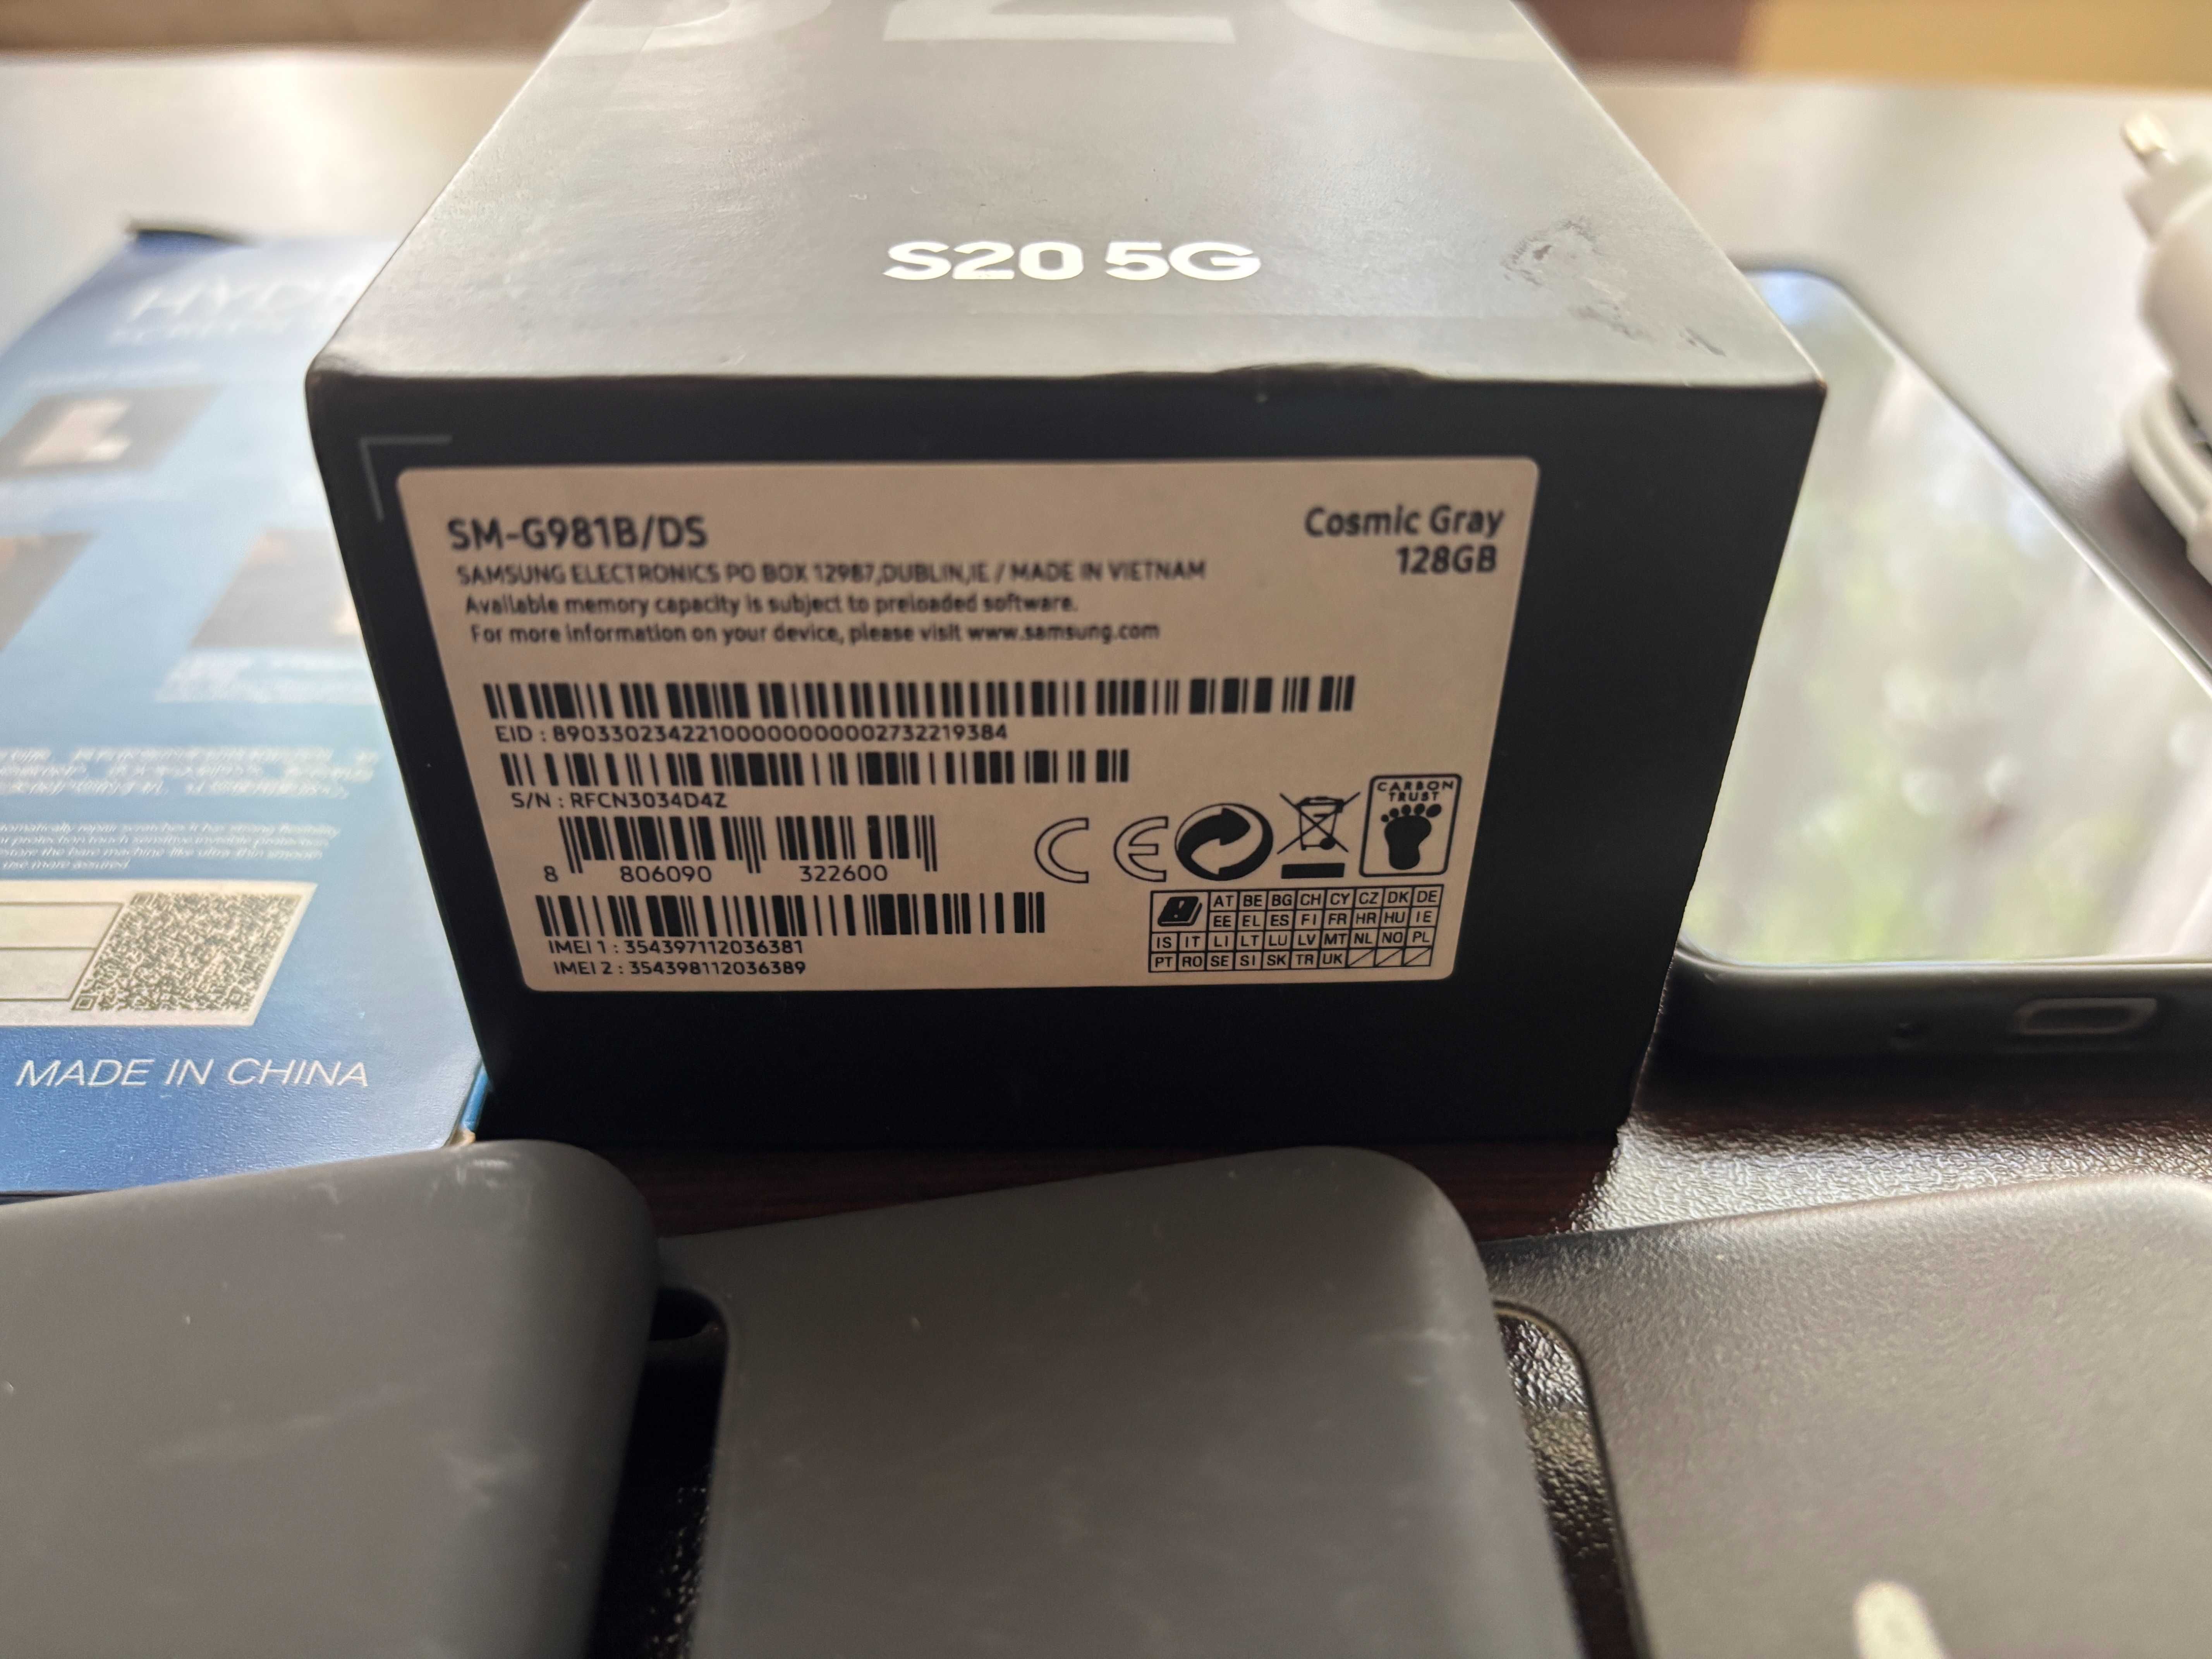 S20 5G
SM-G981B/DS
Cosmic Gray
128GB
SAMSUNG ELECTRONICS PO BOX 12987,DUBLIN,IE / MADE IN VIETNAM
Available memory capacity is subject to preloaded software.
For more information on your device, please visit www.samsung.com
EID : 89033023422100000000002732219384
S/N : RFCN3034D4Z
8 806090 322600
IMEI 1 : 354397112036381
IMEI 2 : 354398112036389
CE
CARBON
TRUST
AT BE BG CH CY CZ DK DE
EE EL ES FI FR HR HU IE
IS IT LI LT LU LV MT NL NO PL
PT RO SE SI SK TR UK
MADE IN CHINA